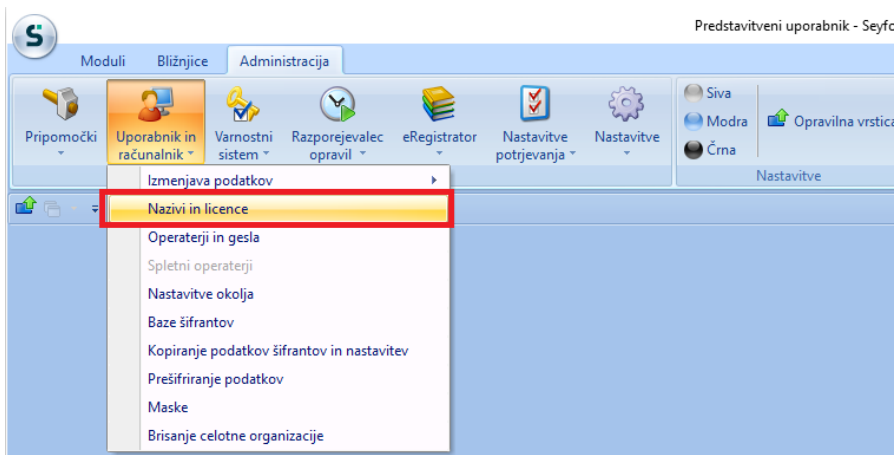 Predstavitveni uporabnik - Seyfo
S
Moduli Bližnjice Administracija
Pripomočki
Uporabnik in
računalnik
Varnostni
sistem
Razporejevalec
opravil
eRegistrator
Nastavitve
potrjevanja
Nastavitve
Siva
Modra
Črna
Opravilna vrstica
Nastavitve
Izmenjava podatkov
Nazivi in licence
Operaterji in gesla
Spletni operaterji
Nastavitve okolja
Baze šifrantov
Kopiranje podatkov šifrantov in nastavitev
Prešifriranje podatkov
Maske
Brisanje celotne organizacije